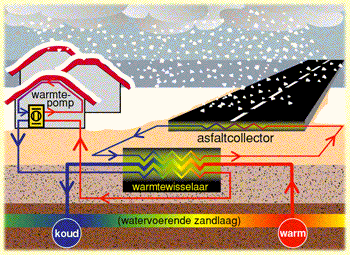 warmte-
pomp
asfaltcollector
warmtewisselaar
(watervoerende zandlaag)
koud
warm